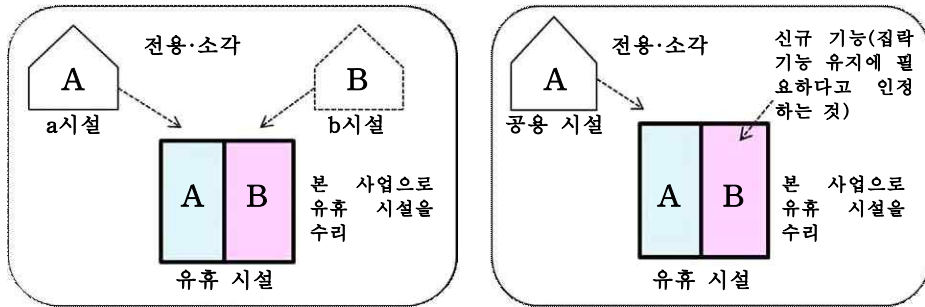 전용·소각
A
B
a시설
b시설
A
B
본 사업으로
유휴 시설을
수리
유휴 시설
전용·소각
신규 기능(집락
기능 유지에 필
요하다고 인정
하는 것)
A
공용 시설
A
B
본 사업으로
유휴 시설을
수리
유휴 시설